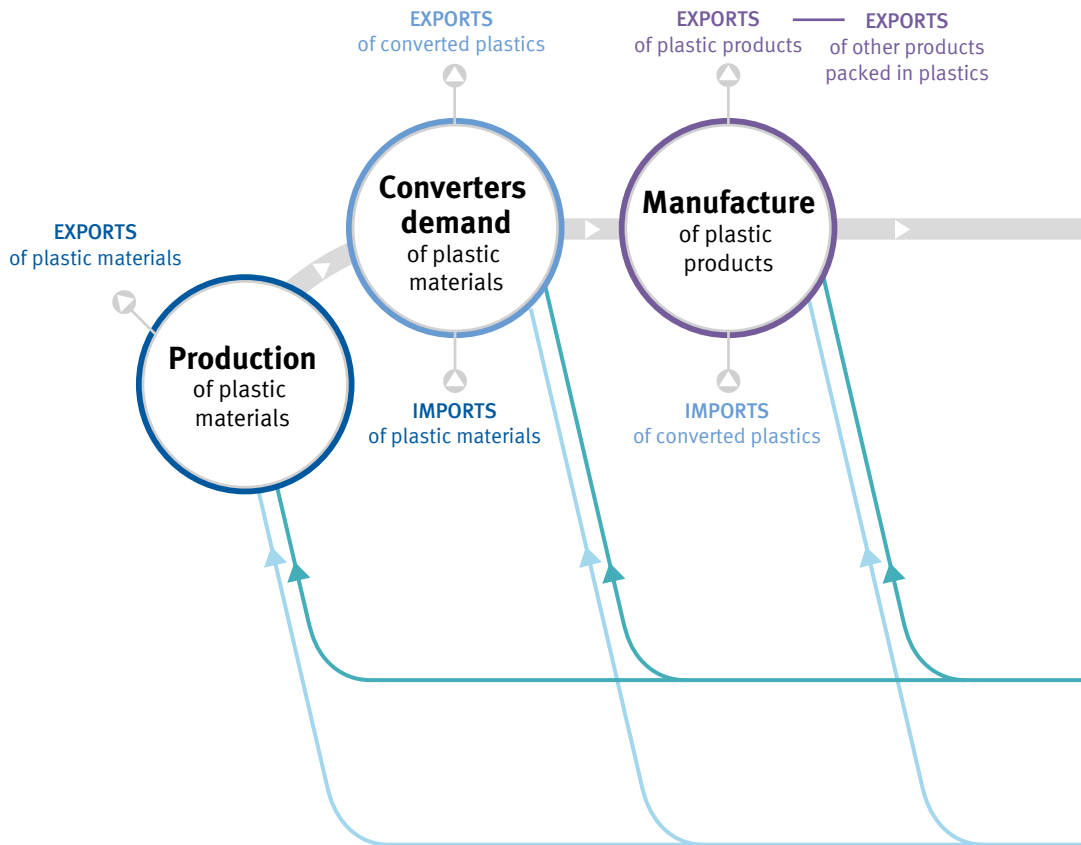 EXPORTS
of converted plastics
EXPORTS
of plastic products
EXPORTS
of other products
packed in plastics
Converters
demand
of plastic
materials
Manufacture
of plastic
products
EXPORTS
of plastic materials
Production
of plastic
materials
IMPORTS
of plastic materials
IMPORTS
of converted plastics